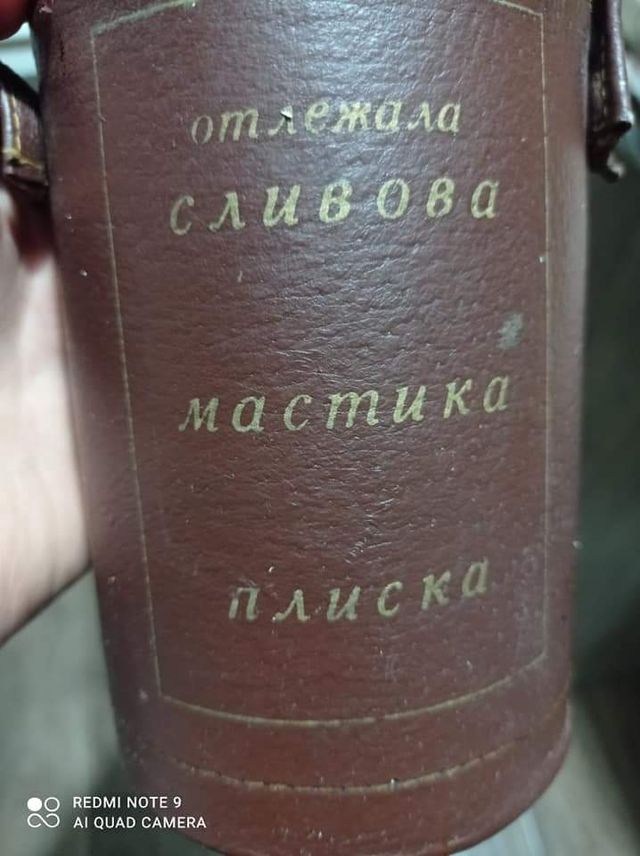 отлежала
сливова
мастика
плиска
REDMI NOTE 9
AI QUAD CAMERA